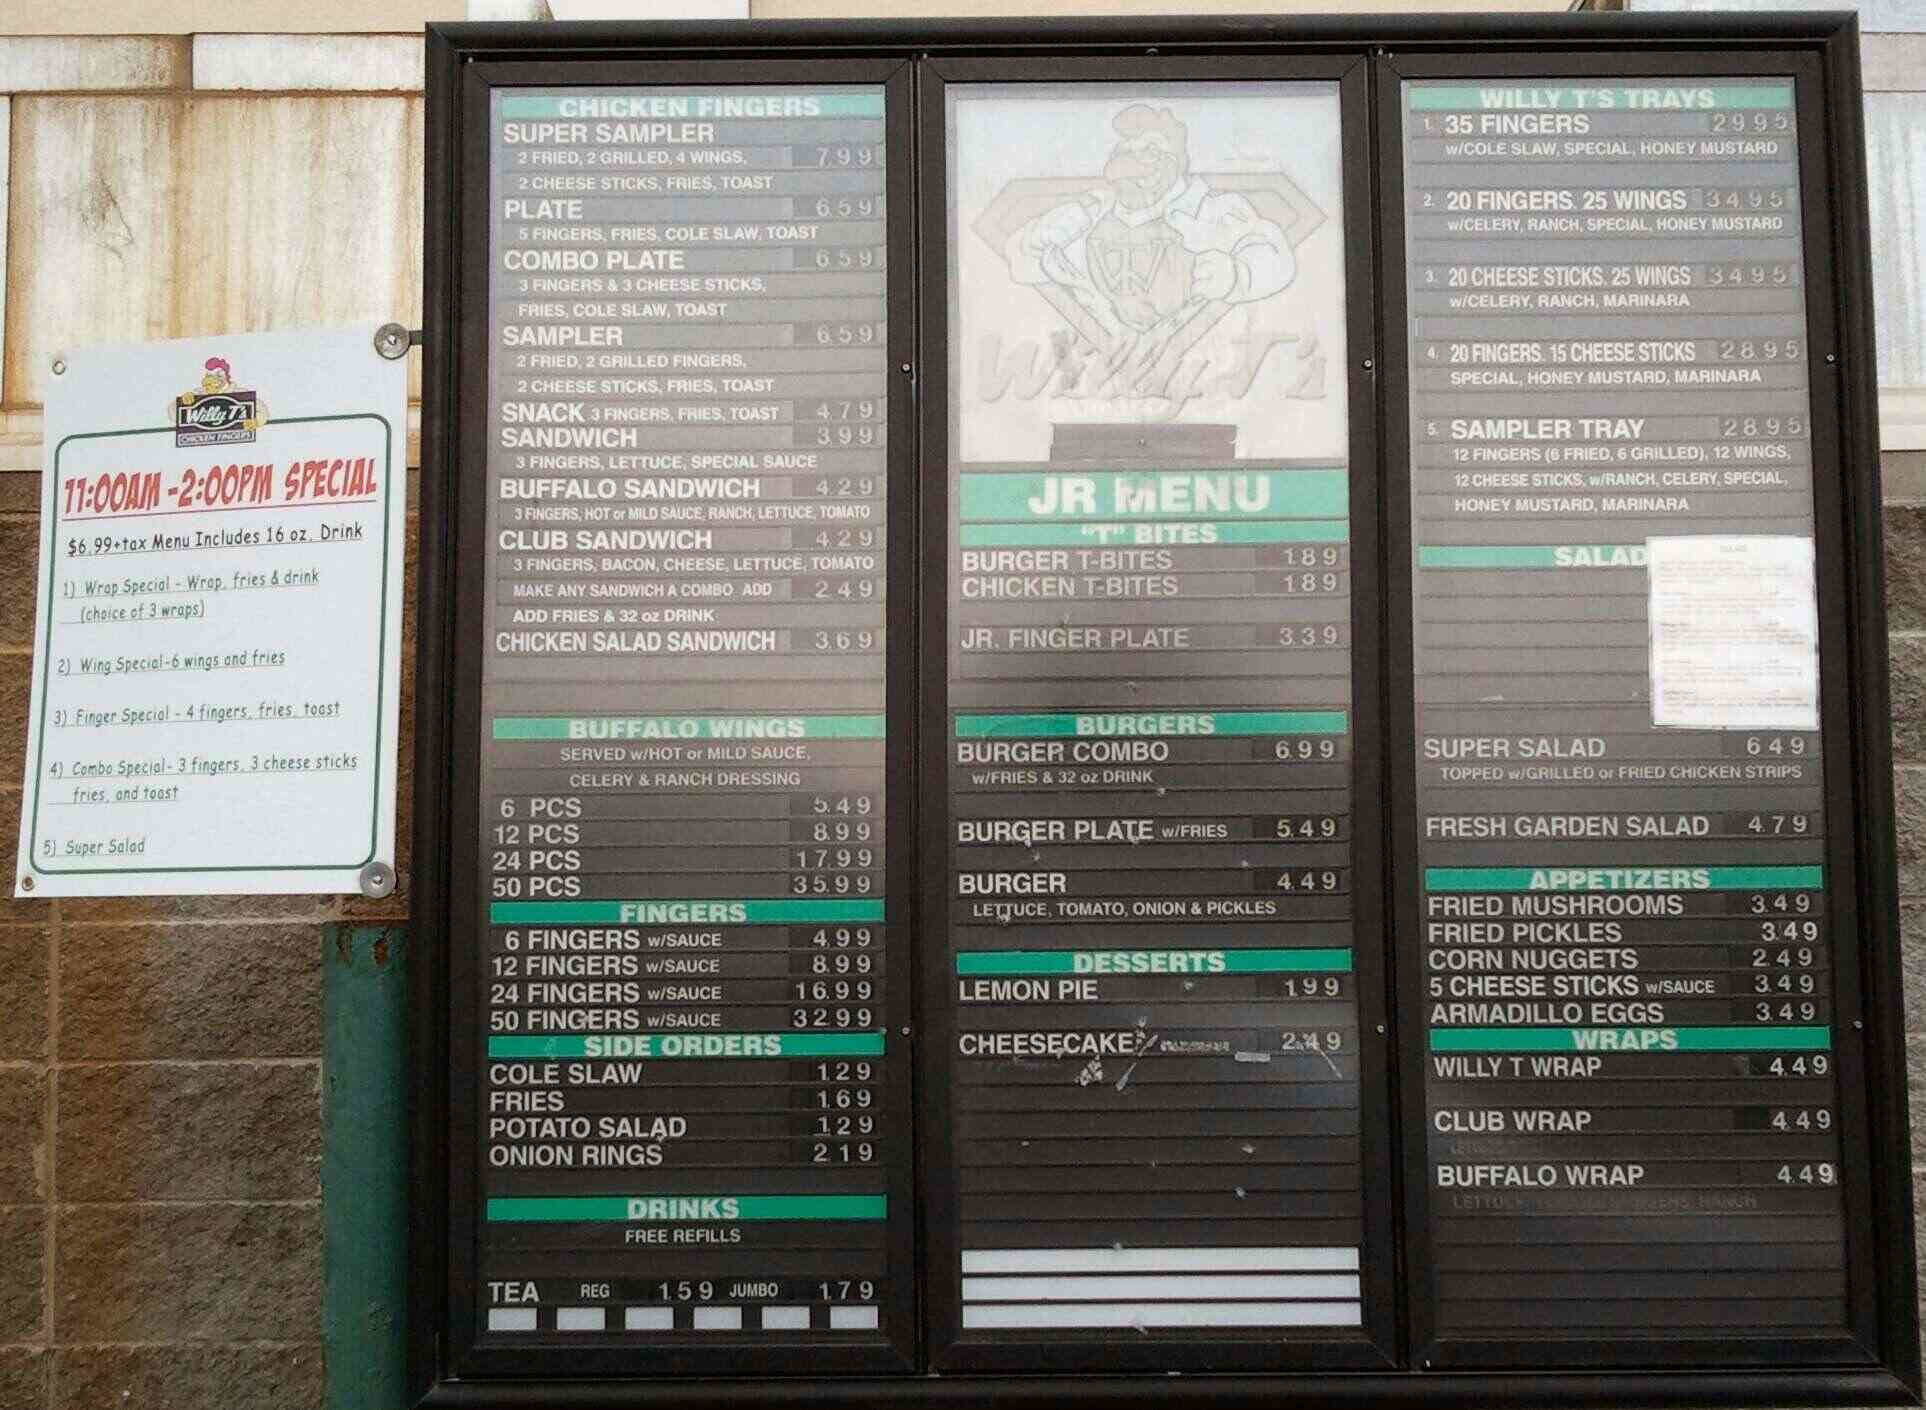 Willy T's
CHICKEN FINGERS
11:00AM -2:00PM SPECIAL
$6.99+tax Menu Includes 16 oz. Drink
1) Wrap Special - Wrap, fries & drink
(choice of 3 wraps)
2) Wing Special-6 wings and fries
3) Finger Special - 4 fingers, fries, toast
4) Combo Special- 3 fingers, 3 cheese sticks
fries, and toast
5) Super Salad
CHICKEN FINGERS
SUPER SAMPLER
2 FRIED, 2 GRILLED, 4 WINGS, 7.99
2 CHEESE STICKS, FRIES, TOAST
PLATE 6.59
5 FINGERS, FRIES, COLE SLAW, TOAST
COMBO PLATE 6.59
3 FINGERS & 3 CHEESE STICKS,
FRIES, COLE SLAW, TOAST
SAMPLER 6.59
2 FRIED, 2 GRILLED FINGERS,
2 CHEESE STICKS, FRIES, TOAST
SNACK 3 FINGERS, FRIES, TOAST 4.79
SANDWICH 3.99
3 FINGERS, LETTUCE, SPECIAL SAUCE
BUFFALO SANDWICH 4.29
3 FINGERS, HOT or MILD SAUCE, RANCH, LETTUCE, TOMATO
CLUB SANDWICH 4.29
3 FINGERS, BACON, CHEESE, LETTUCE, TOMATO
MAKE ANY SANDWICH A COMBO ADD 2.49
ADD FRIES & 32 oz DRINK
CHICKEN SALAD SANDWICH 3.69
BUFFALO WINGS
SERVED w/HOT or MILD SAUCE,
CELERY & RANCH DRESSING
6 PCS 5.49
12 PCS 8.99
24 PCS 17.99
50 PCS 35.99
FINGERS
6 FINGERS w/SAUCE 4.99
12 FINGERS w/SAUCE 8.99
24 FINGERS w/SAUCE 16.99
50 FINGERS w/SAUCE 32.99
SIDE ORDERS
COLE SLAW 1.29
FRIES 1.69
POTATO SALAD 1.29
ONION RINGS 2.19
DRINKS
FREE REFILLS
TEA REG 1.59 JUMBO 1.79
Willy T's
JR MENU
"T" BITES
BURGER T-BITES 1.89
CHICKEN T-BITES 1.89
JR. FINGER PLATE 3.39
BURGERS
BURGER COMBO 6.99
w/FRIES & 32 oz DRINK
BURGER PLATE w/FRIES 5.49
BURGER 4.49
LETTUCE, TOMATO, ONION & PICKLES
DESSERTS
LEMON PIE 1.99
CHEESECAKE 2.49
WILLY T'S TRAYS
1. 35 FINGERS 29.95
w/COLE SLAW, SPECIAL, HONEY MUSTARD
2. 20 FINGERS, 25 WINGS 34.95
w/CELERY, RANCH, SPECIAL, HONEY MUSTARD
3. 20 CHEESE STICKS, 25 WINGS 34.95
w/CELERY, RANCH, MARINARA
4. 20 FINGERS, 15 CHEESE STICKS 28.95
SPECIAL, HONEY MUSTARD, MARINARA
5. SAMPLER TRAY 28.95
12 FINGERS (6 FRIED, 6 GRILLED), 12 WINGS,
12 CHEESE STICKS, w/RANCH, CELERY, SPECIAL,
HONEY MUSTARD, MARINARA
SALAD
SUPER SALAD 6.49
TOPPED w/GRILLED or FRIED CHICKEN STRIPS
FRESH GARDEN SALAD 4.79
APPETIZERS
FRIED MUSHROOMS 3.49
FRIED PICKLES 3.49
CORN NUGGETS 2.49
5 CHEESE STICKS w/SAUCE 3.49
ARMADILLO EGGS 3.49
WRAPS
WILLY T WRAP 4.49
CLUB WRAP 4.49
BUFFALO WRAP 4.49